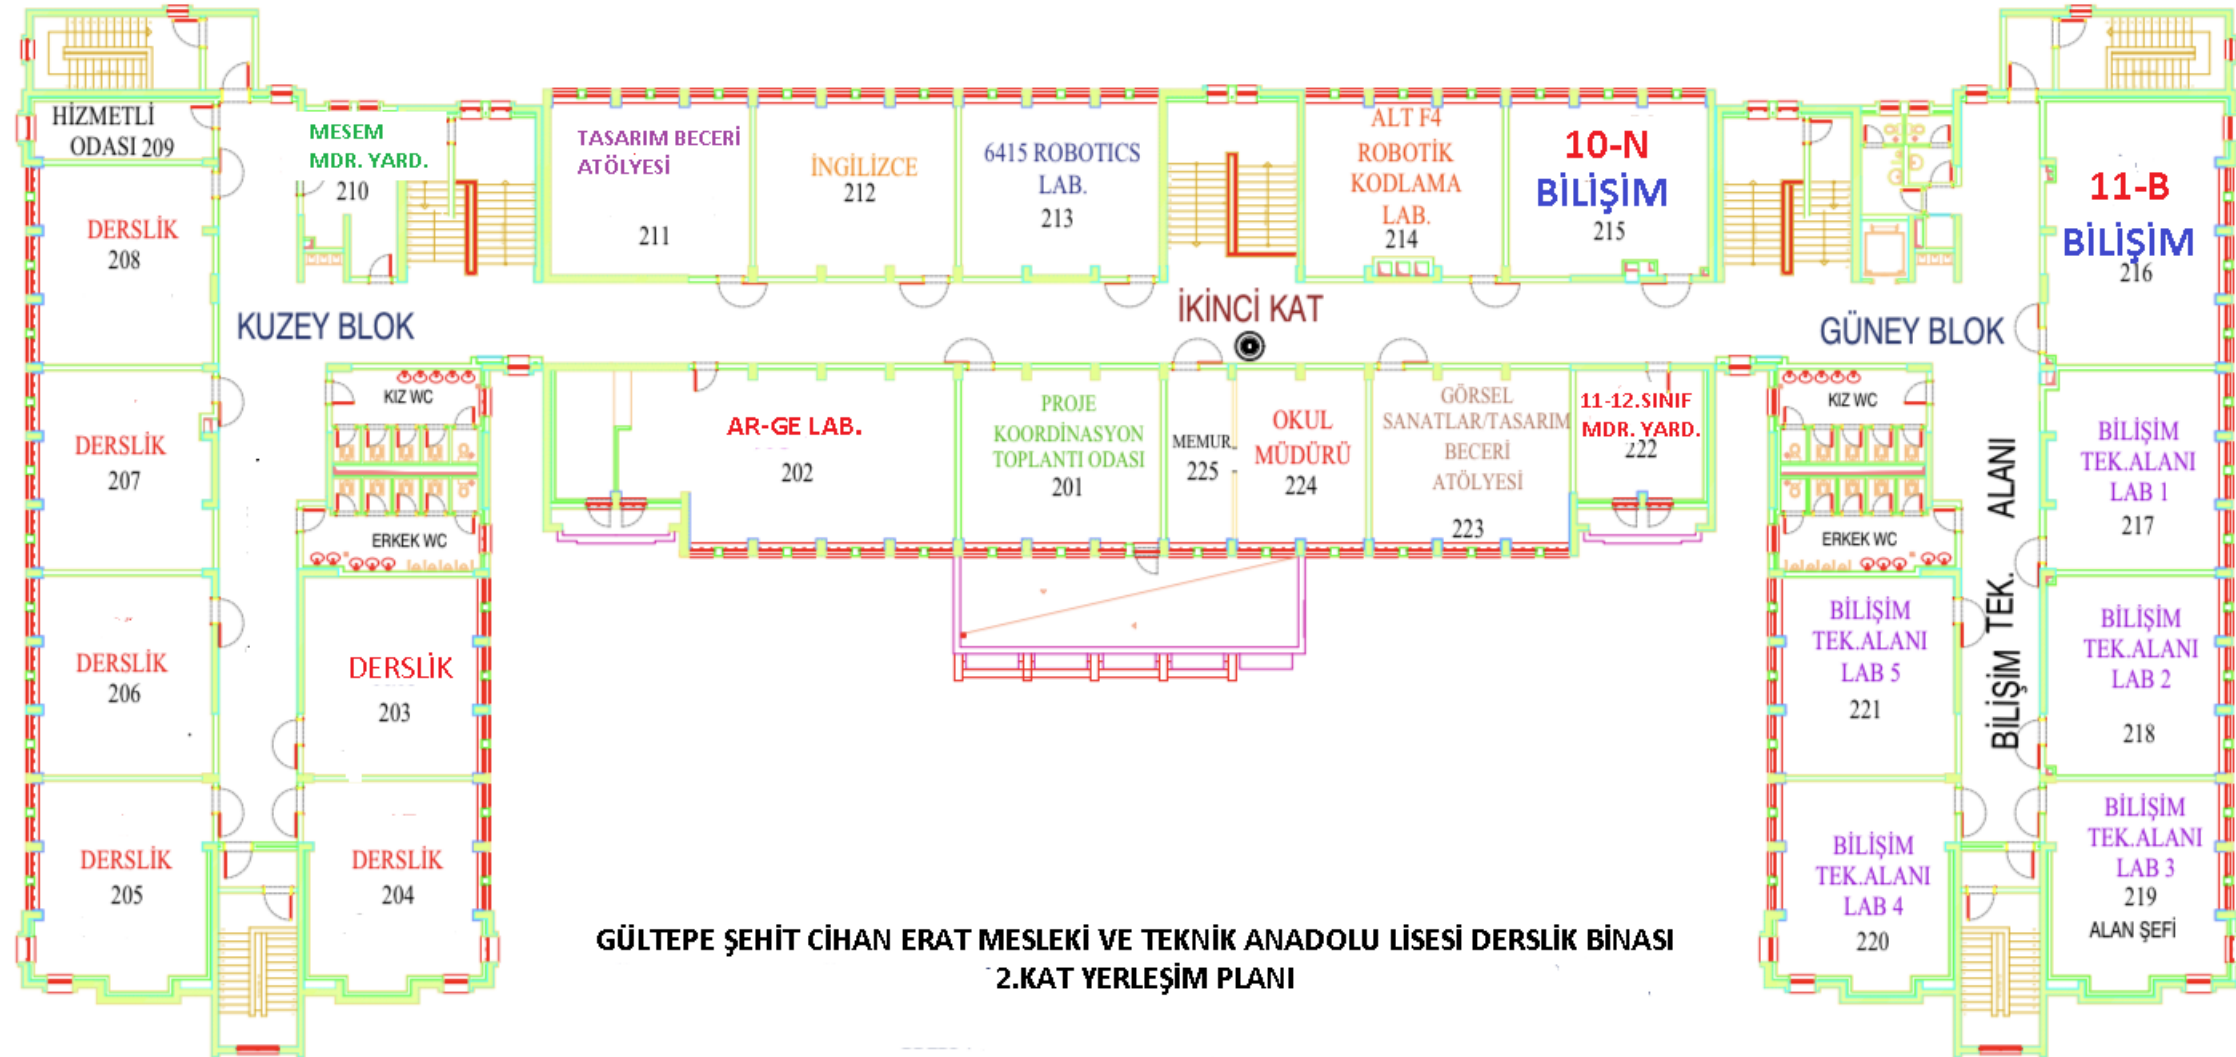 HİZMETLİ
ODASI 209
MESEM
MDR. YARD.
210
TASARIM BECERİ
ATÖLYESİ
211
İNGİLİZCE
212
6415 ROBOTICS
LAB.
213
ALT F4
ROBOTİK
KODLAMA
LAB.
214
10-N
BİLİŞİM
215
11-B
BİLİŞİM
216
DERSLİK
208
KUZEY BLOK
İKİNCİ KAT
GÜNEY BLOK
DERSLİK
207
KIZ WC
ERKEK WC
AR-GE LAB.
202
PROJE
KOORDİNASYON
TOPLANTI ODASI
201
MEMUR
225
OKUL
MÜDÜRÜ
224
GÖRSEL
SANATLAR/TASARIM
BECERİ
ATÖLYESİ
223
11-12.SINIF
MDR. YARD.
222
KIZ WC
ERKEK WC
BİLİŞİM TEK. ALANI
BİLİŞİM
TEK.ALANI
LAB 1
217
DERSLİK
206
DERSLİK
203
BİLİŞİM
TEK.ALANI
LAB 5
221
BİLİŞİM
TEK.ALANI
LAB 2
218
DERSLİK
205
DERSLİK
204
BİLİŞİM
TEK.ALANI
LAB 4
220
BİLİŞİM
TEK.ALANI
LAB 3
219
ALAN ŞEFİ
GÜLTEPE ŞEHİT CİHAN ERAT MESLEKİ VE TEKNİK ANADOLU LİSESİ DERSLİK BİNASI
2.KAT YERLEŞİM PLANI